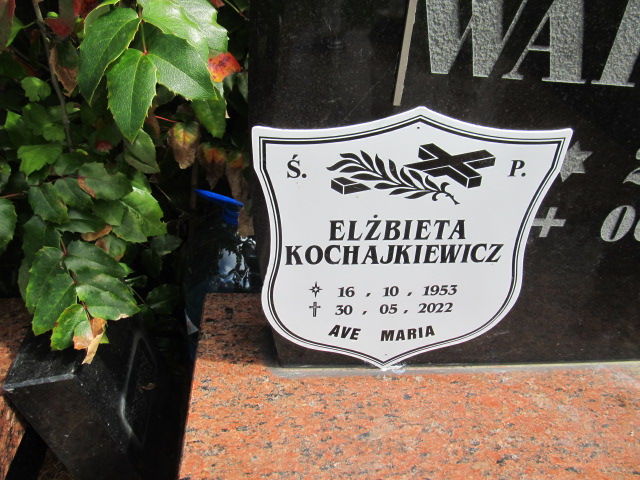 Ś. P.
ELŻBIETA
KOCHAJKIEWICZ
16 . 10 . 1953
30 . 05 . 2022
AVE MARIA